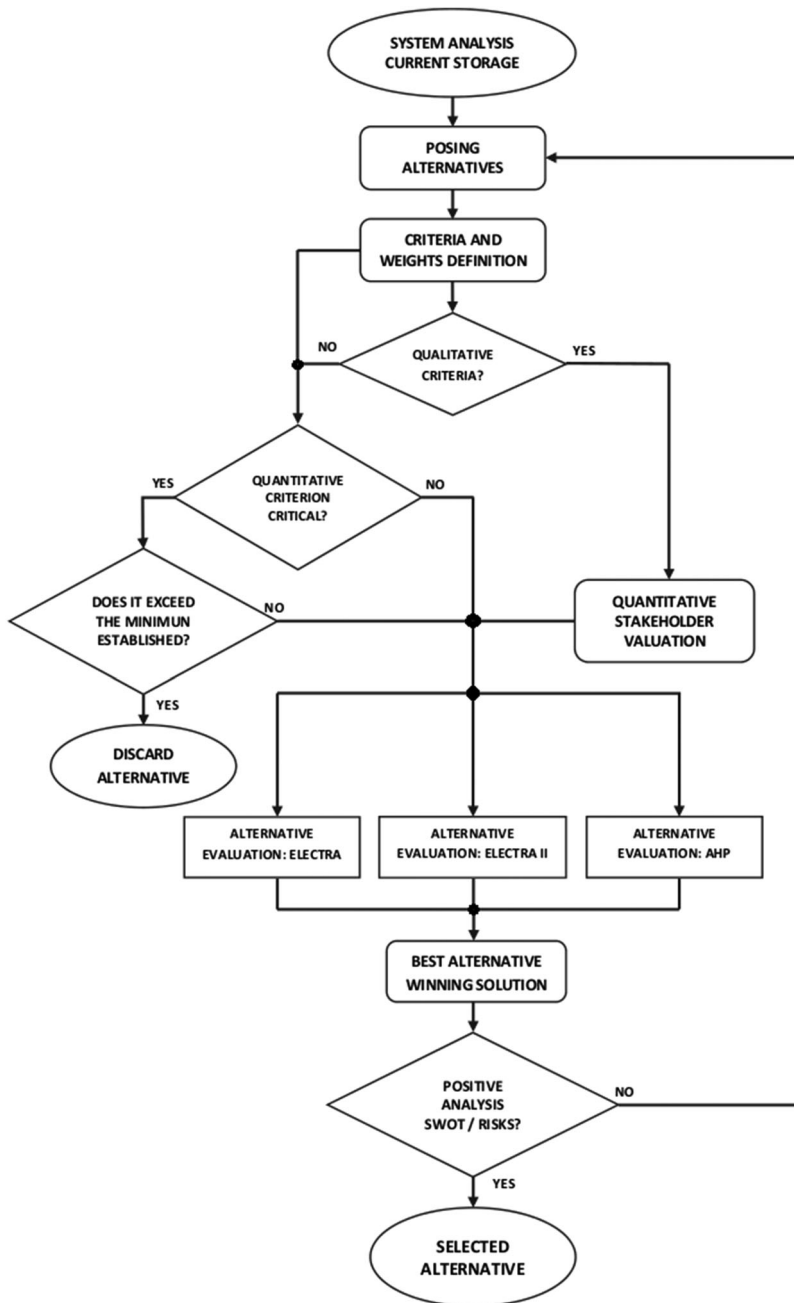 SYSTEM ANALYSIS
CURRENT STORAGE
POSING
ALTERNATIVES
CRITERIA AND
WEIGHTS DEFINITION
NO
QUALITATIVE
CRITERIA?
YES
YES
QUANTITATIVE
CRITERION
CRITICAL?
NO
DOES IT EXCEED
THE MINIMUN
ESTABLISHED?
NO
QUANTITATIVE
STAKEHOLDER
VALUATION
YES
DISCARD
ALTERNATIVE
ALTERNATIVE
EVALUATION: ELECTRA
ALTERNATIVE
EVALUATION: ELECTRA II
ALTERNATIVE
EVALUATION: AHP
BEST ALTERNATIVE
WINNING SOLUTION
POSITIVE
ANALYSIS
SWOT / RISKS?
NO
YES
SELECTED
ALTERNATIVE